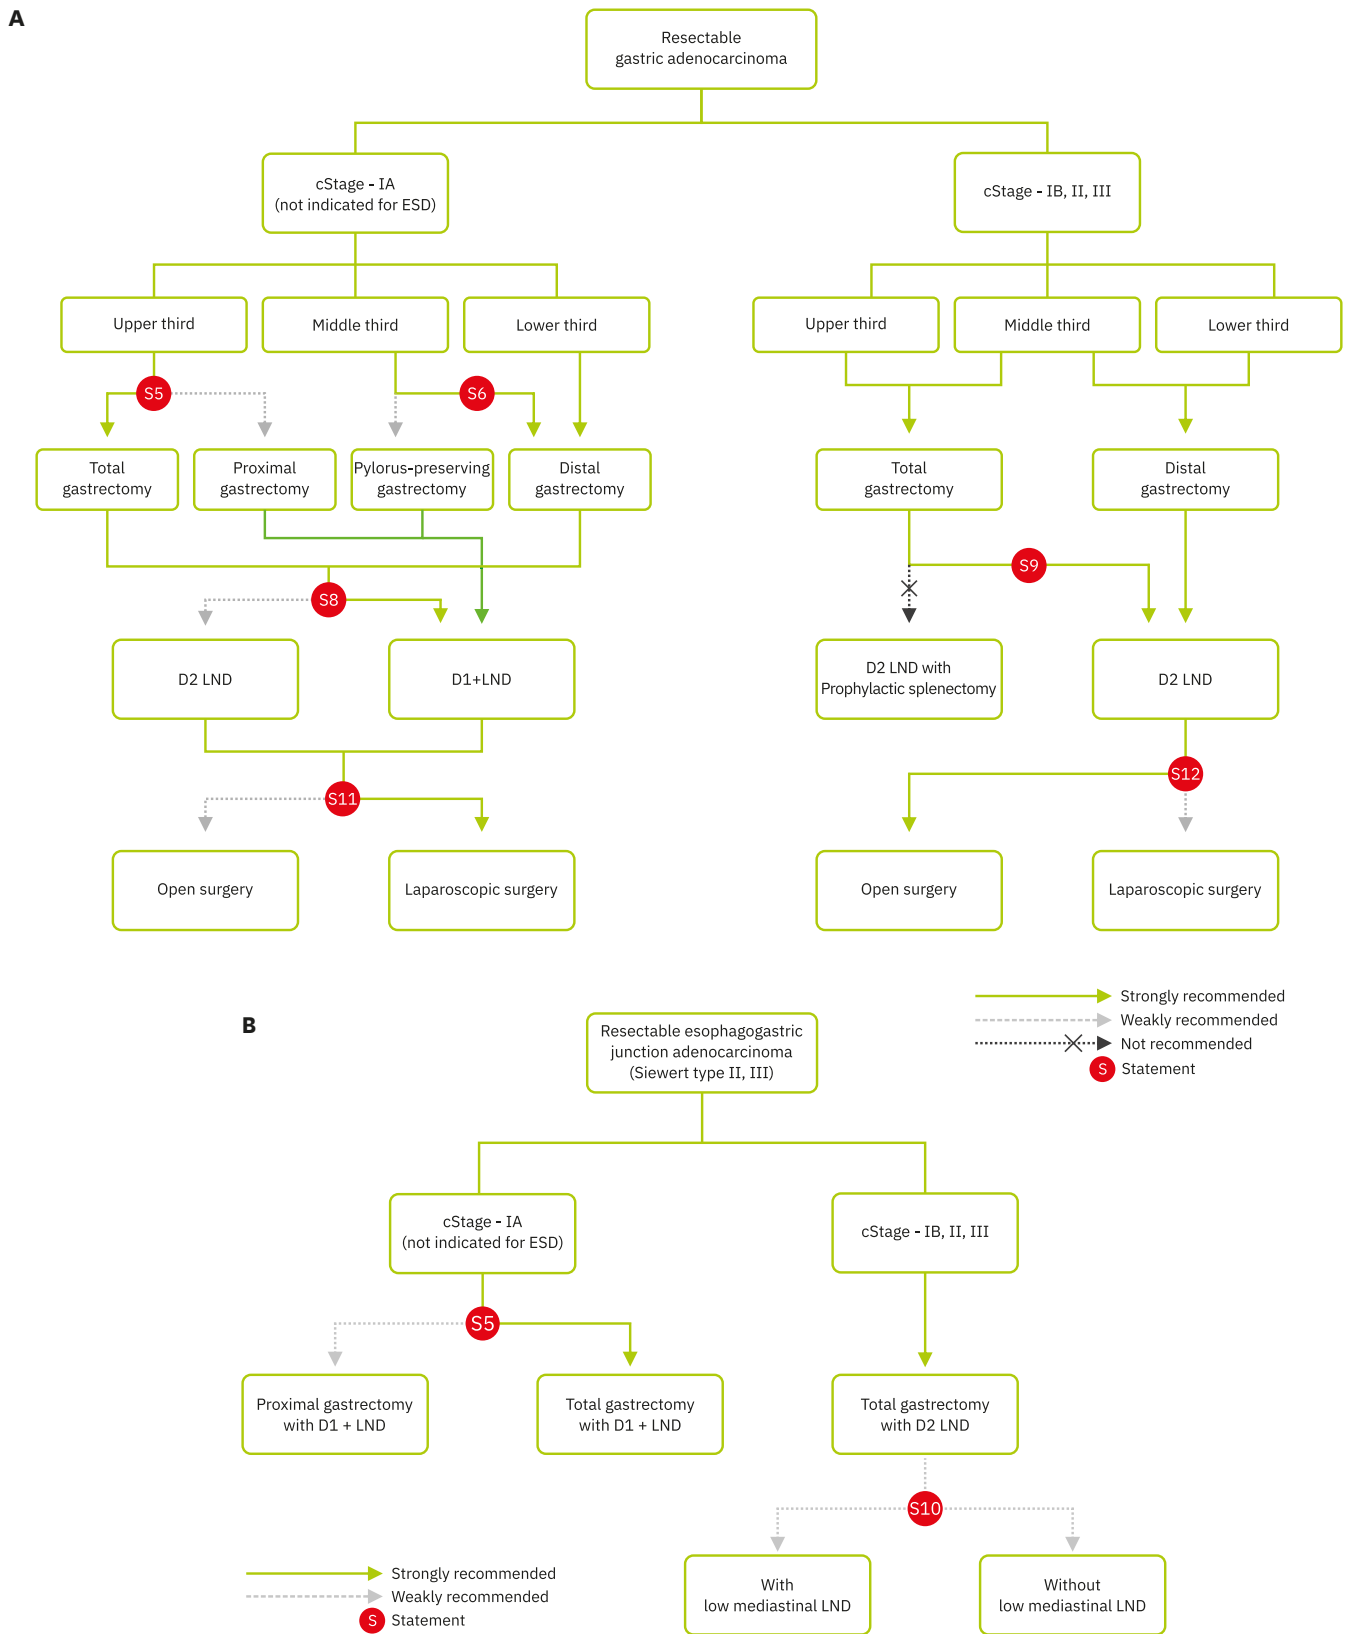 A
Resectable
gastric adenocarcinoma
cStage - IA
(not indicated for ESD)
cStage - IB, II, III
Upper third
Middle third
Lower third
Upper third
Middle third
Lower third
S5
S6
Total
gastrectomy
Proximal
gastrectomy
Pylorus-preserving
gastrectomy
Distal
gastrectomy
Total
gastrectomy
Distal
gastrectomy
S8
S9
D2 LND
D1+LND
D2 LND with
Prophylactic splenectomy
D2 LND
S11
S12
Open surgery
Laparoscopic surgery
Open surgery
Laparoscopic surgery
Strongly recommended
Weakly recommended
Not recommended
S Statement
B
Resectable esophagogastric
junction adenocarcinoma
(Siewert type II, III)
cStage - IA
(not indicated for ESD)
cStage - IB, II, III
S5
Proximal gastrectomy
with D1 + LND
Total gastrectomy
with D1 + LND
Total gastrectomy
with D2 LND
S10
With
low mediastinal LND
Without
low mediastinal LND
Strongly recommended
Weakly recommended
S Statement